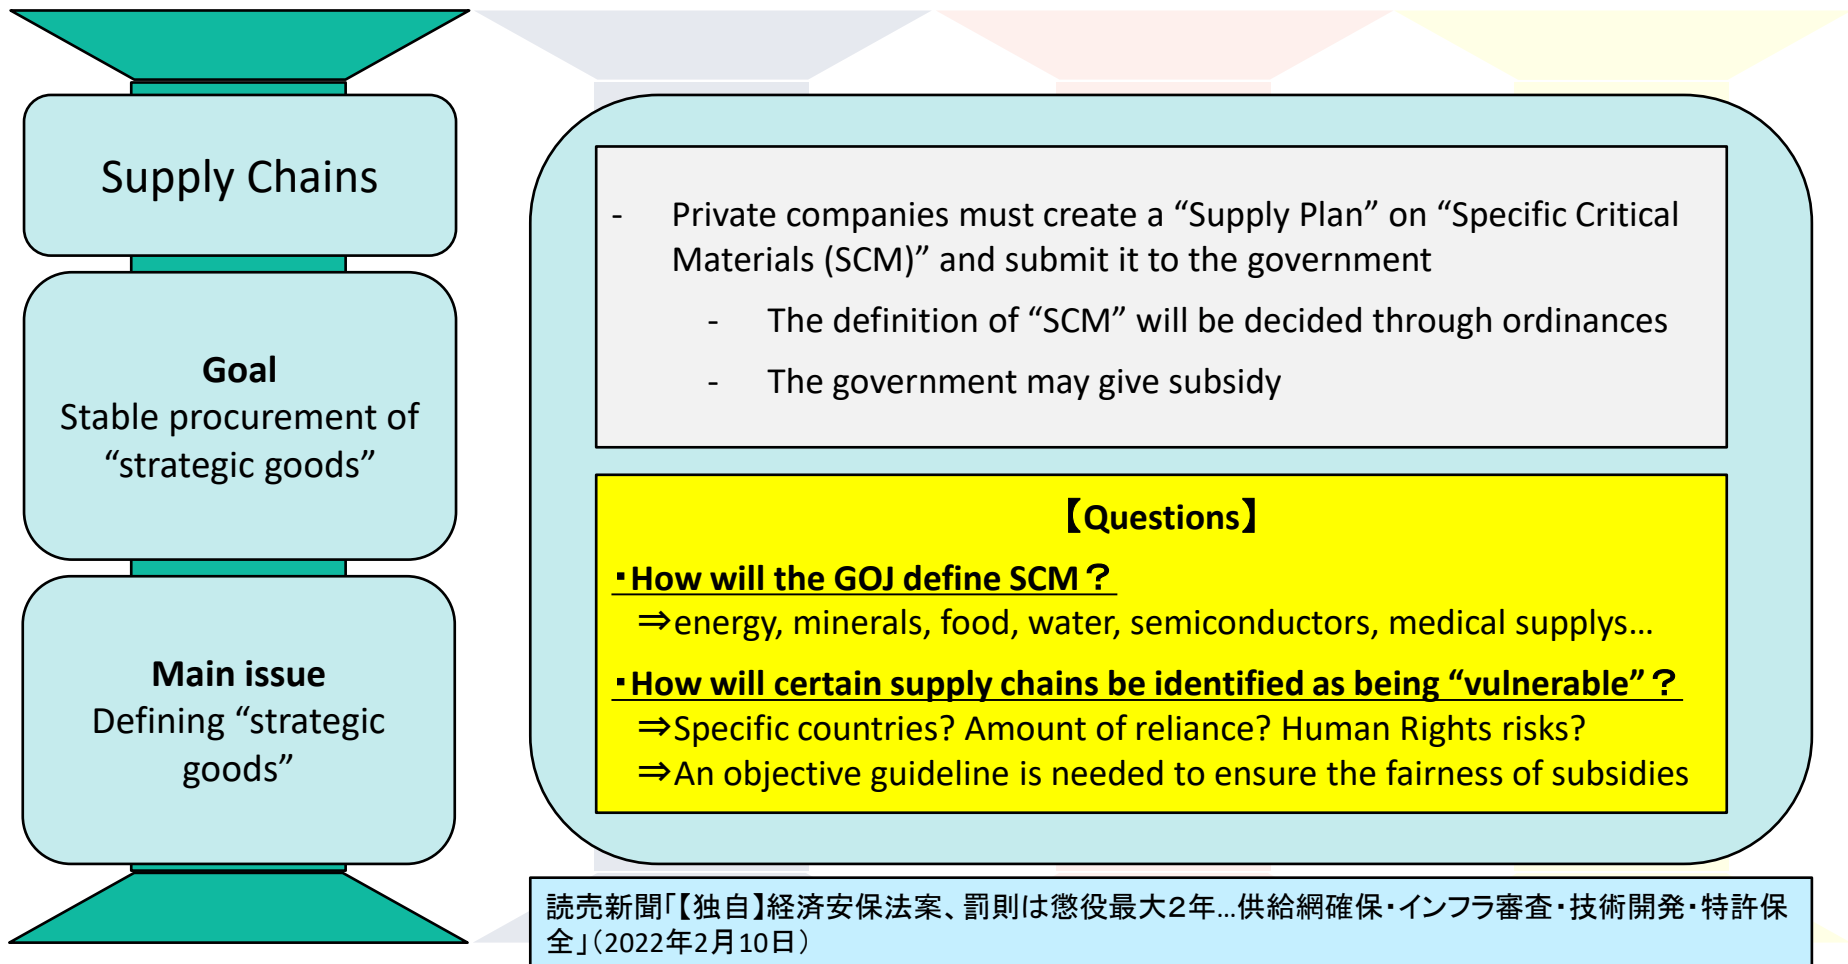 Supply Chains
Goal
Stable procurement of
“strategic goods”
Main issue
Defining “strategic
goods”
- Private companies must create a “Supply Plan” on “Specific Critical
Materials (SCM)” and submit it to the government
- The definition of “SCM” will be decided through ordinances
- The government may give subsidy
【Questions】
・How will the GOJ define SCM？
⇒energy, minerals, food, water, semiconductors, medical supplys…
・How will certain supply chains be identified as being “vulnerable”？
⇒Specific countries? Amount of reliance? Human Rights risks?
⇒An objective guideline is needed to ensure the fairness of subsidies
読売新聞「【独自】経済安保法案、罰則は懲役最大２年…供給網確保・インフラ審査・技術開発・特許保
全」（2022年2月10日）